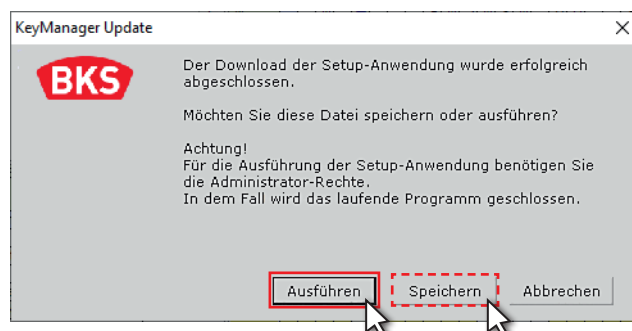 KeyManager Update
BKS
Der Download der Setup-Anwendung wurde erfolgreich
abgeschlossen.
Möchten Sie diese Datei speichern oder ausführen?
Achtung!
Für die Ausführung der Setup-Anwendung benötigen Sie
die Administrator-Rechte.
In dem Fall wird das laufende Programm geschlossen.
Ausführen Speichern Abbrechen